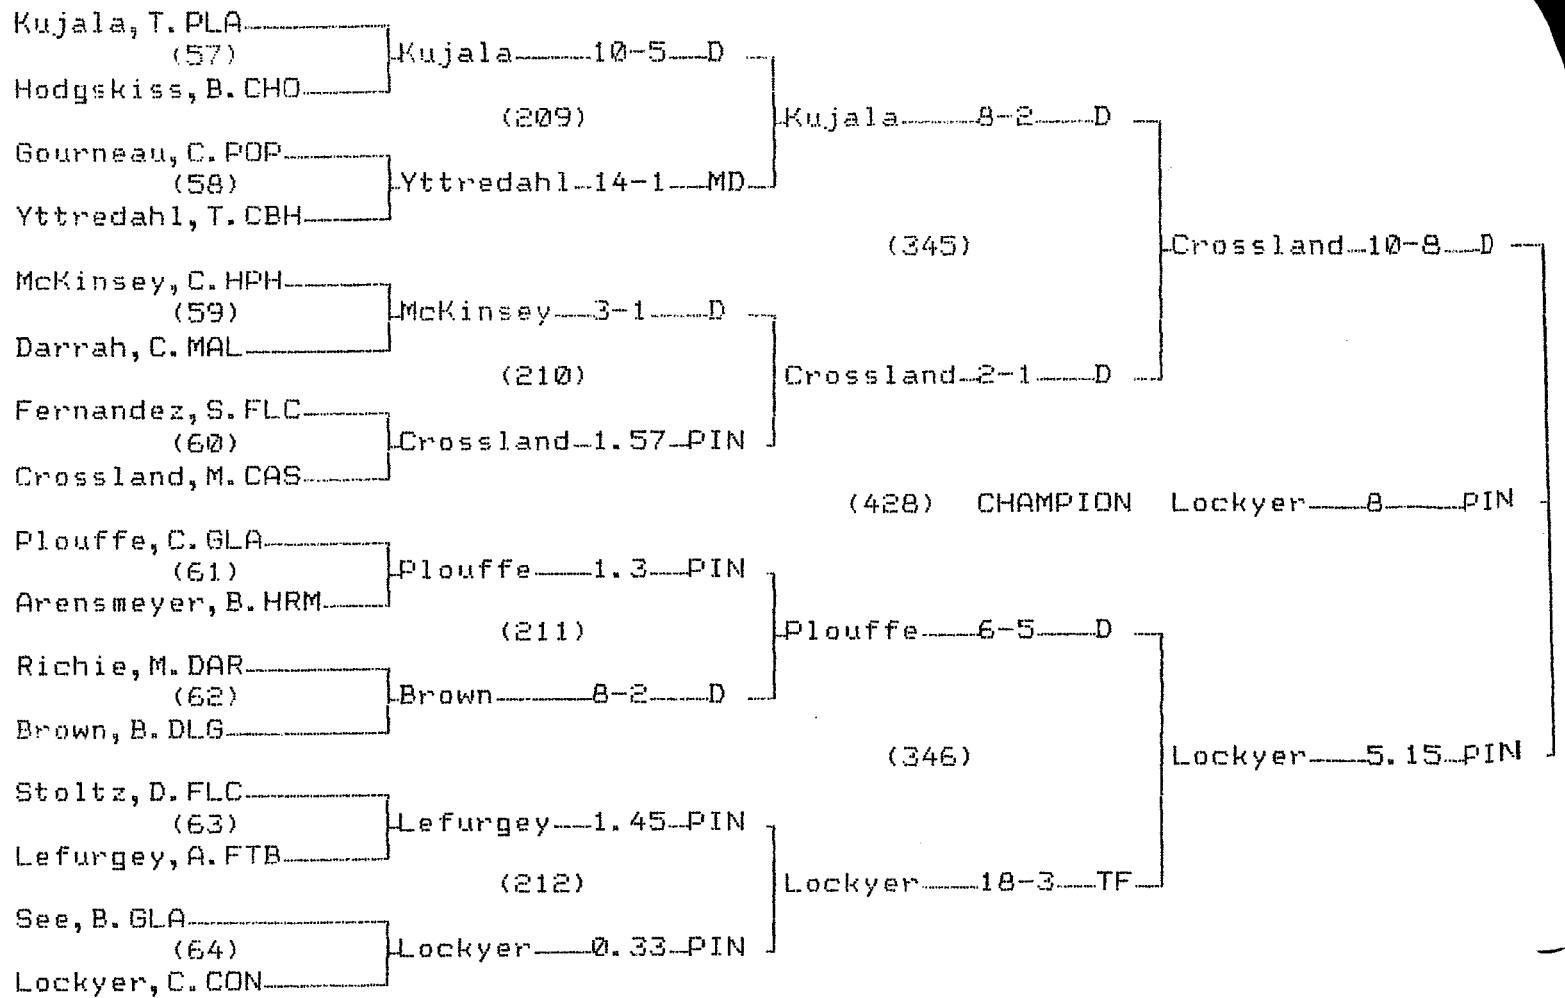 Kujala, T. PLA
(57) Kujala 10-5 D
Hodgskiss, B. CHO
(209) Kujala 8-2 D
Gourneau, C. POP
(58) Yttredahl 14-1 MD
Yttredahl, T. CBH
(345) Crossland 10-8 D
McKinsey, C. HPH
(59) McKinsey 3-1 D
Darrah, C. MAL
(210) Crossland 2-1 D
Fernandez, S. FLC
(60) Crossland 1.57 PIN
Crossland, M. CAS
(428) CHAMPION Lockyer 8 PIN
Plouffe, C. GLA
(61) Plouffe 1.3 PIN
Arensmeyer, B. HRM
(211) Plouffe 6-5 D
Richie, M. DAR
(62) Brown 8-2 D
Brown, B. DLG
(346) Lockyer 5.15 PIN
Stoltz, D. FLC
(63) Lefurgey 1.45 PIN
Lefurgey, A. FTB
(212) Lockyer 18-3 TF
See, B. GLA
(64) Lockyer 0.33 PIN
Lockyer, C. CON